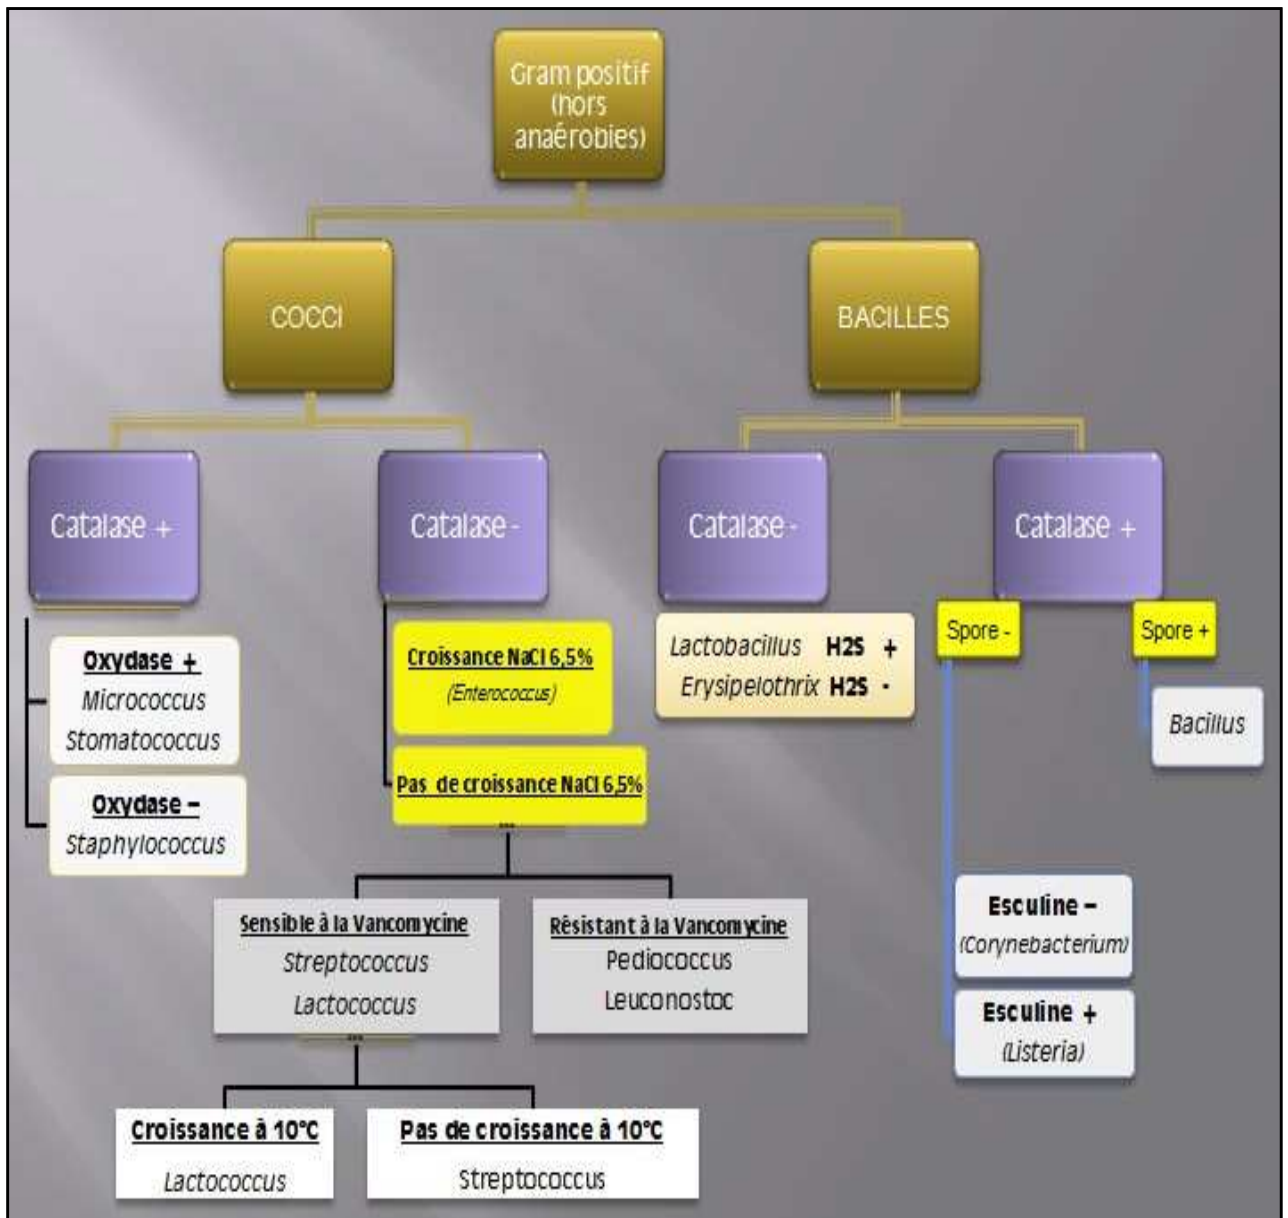 Gram positif
(hors
anaérobies)
COCCI
BACILLES
Catalase +
Catalase -
Catalase -
Catalase +
Oxydase +
Micrococcus
Stomatococcus
Oxydase –
Staphylococcus
Croissance NaCl 6,5%
(Enterococcus)
Pas de croissance NaCl 6,5%
...
Sensible à la Vancomycine
Streptococcus
Lactococcus
...
Résistant à la Vancomycine
Pediococcus
Leuconostoc
Croissance à 10°C
Lactococcus
Pas de croissance à 10°C
Streptococcus
Lactobacillus H2S +
Erysipelothrix H2S -
Spore -
Spore +
Bacillus
Esculine –
(Corynebacterium)
Esculine +
(Listeria)